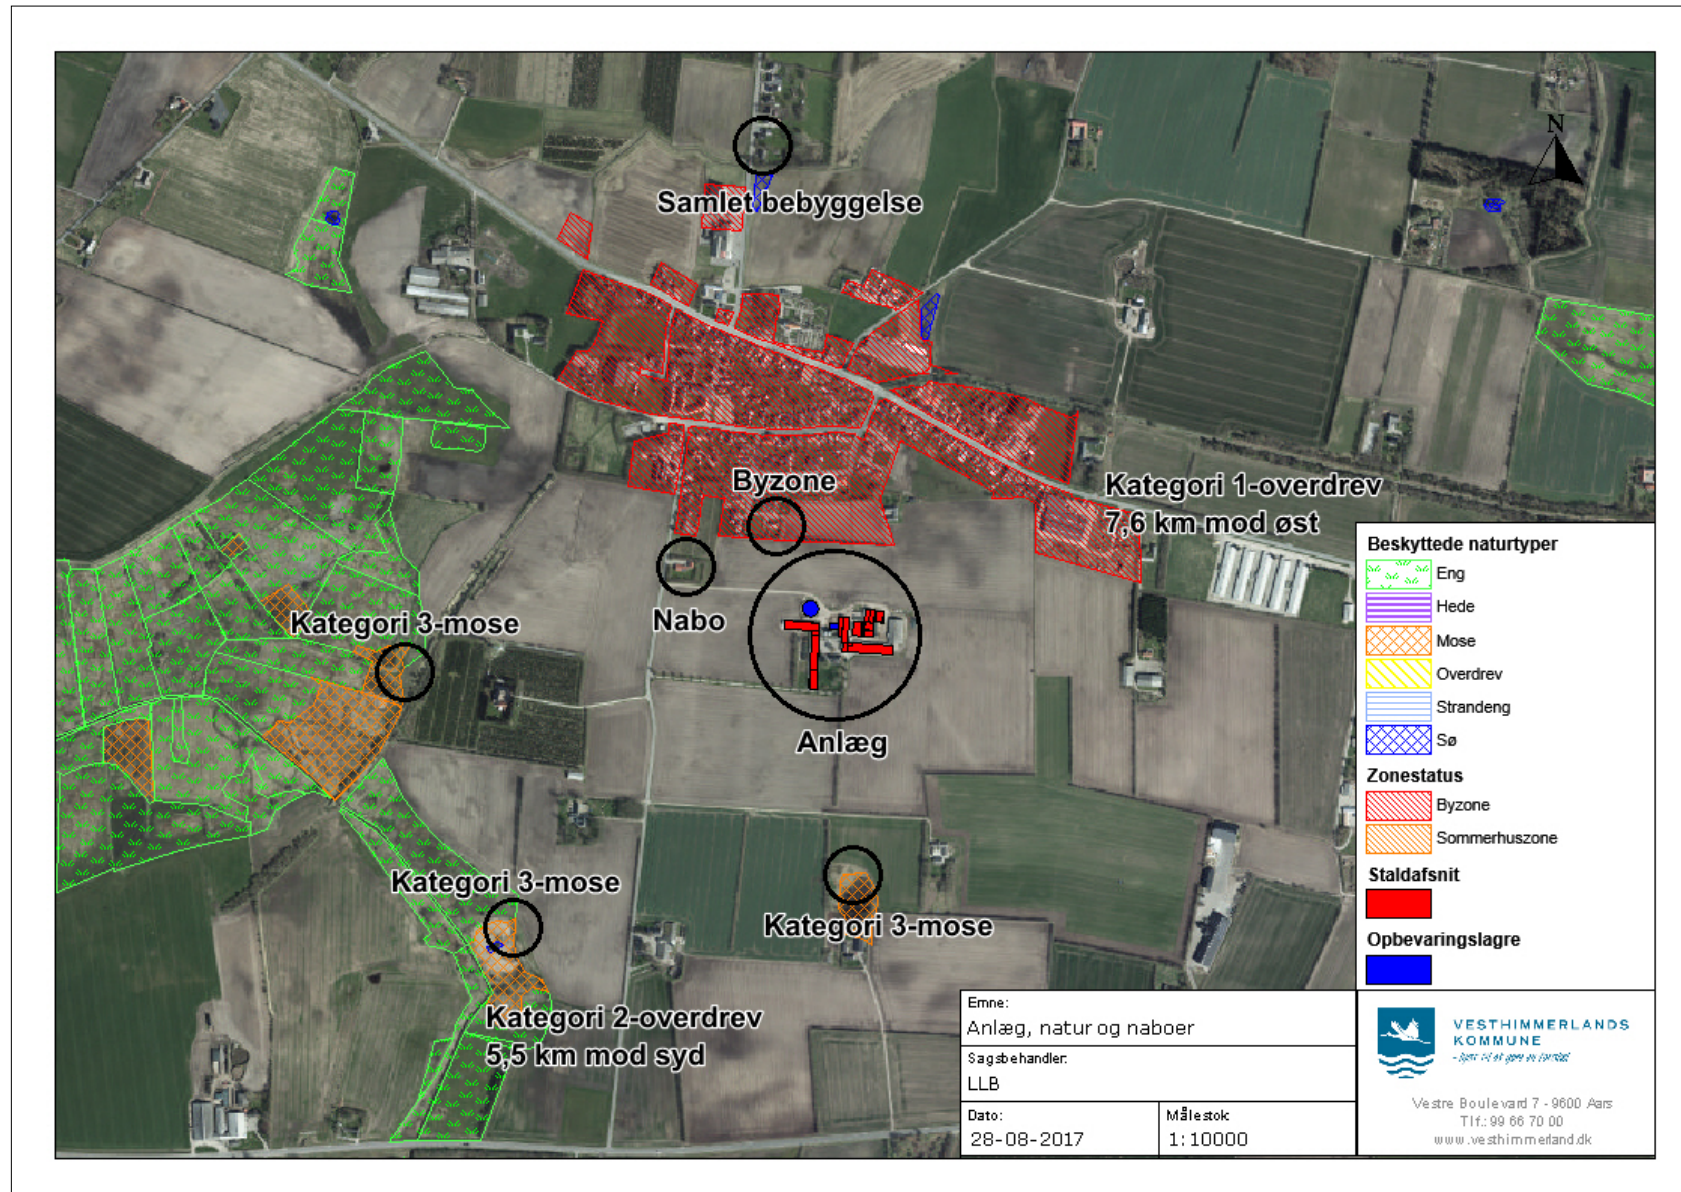 N
Samlet bebyggelse
Byzone
Kategori 1-overdrev
7,6 km mod øst
Nabo
Kategori 3-mose
Anlæg
Kategori 3-mose
Kategori 3-mose
Kategori 2-overdrev
5,5 km mod syd
Beskyttede naturtyper
Eng
Hede
Mose
Overdrev
Strandeng
Sø
Zonestatus
Byzone
Sommerhuszone
Staldafsnit
Opbevaringslagre
Emne:
Anlæg, natur og naboer
Sagsbehandler:
LLB
Dato:
28-08-2017
Målestok
1:10000
VESTHIMMERLANDS
KOMMUNE
Vestre Boulevard 7 - 9600 Aars
Tlf.: 99 66 70 00
www.vesthimmerland.dk